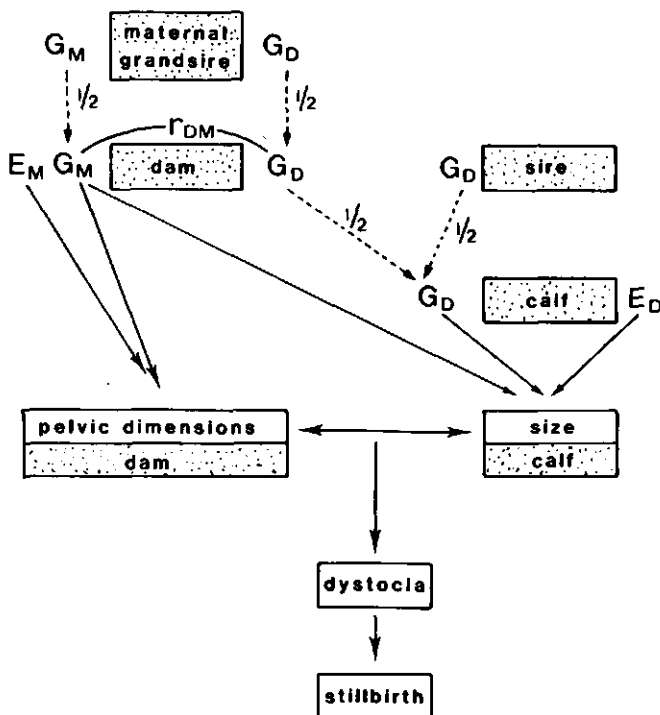 G_M maternal grandsire G_D
1/2 1/2
r_DM
E_M G_M dam G_D G_D sire
1/2 1/2
G_D calf E_D
pelvic dimensions size
dam calf
dystocia
stillbirth